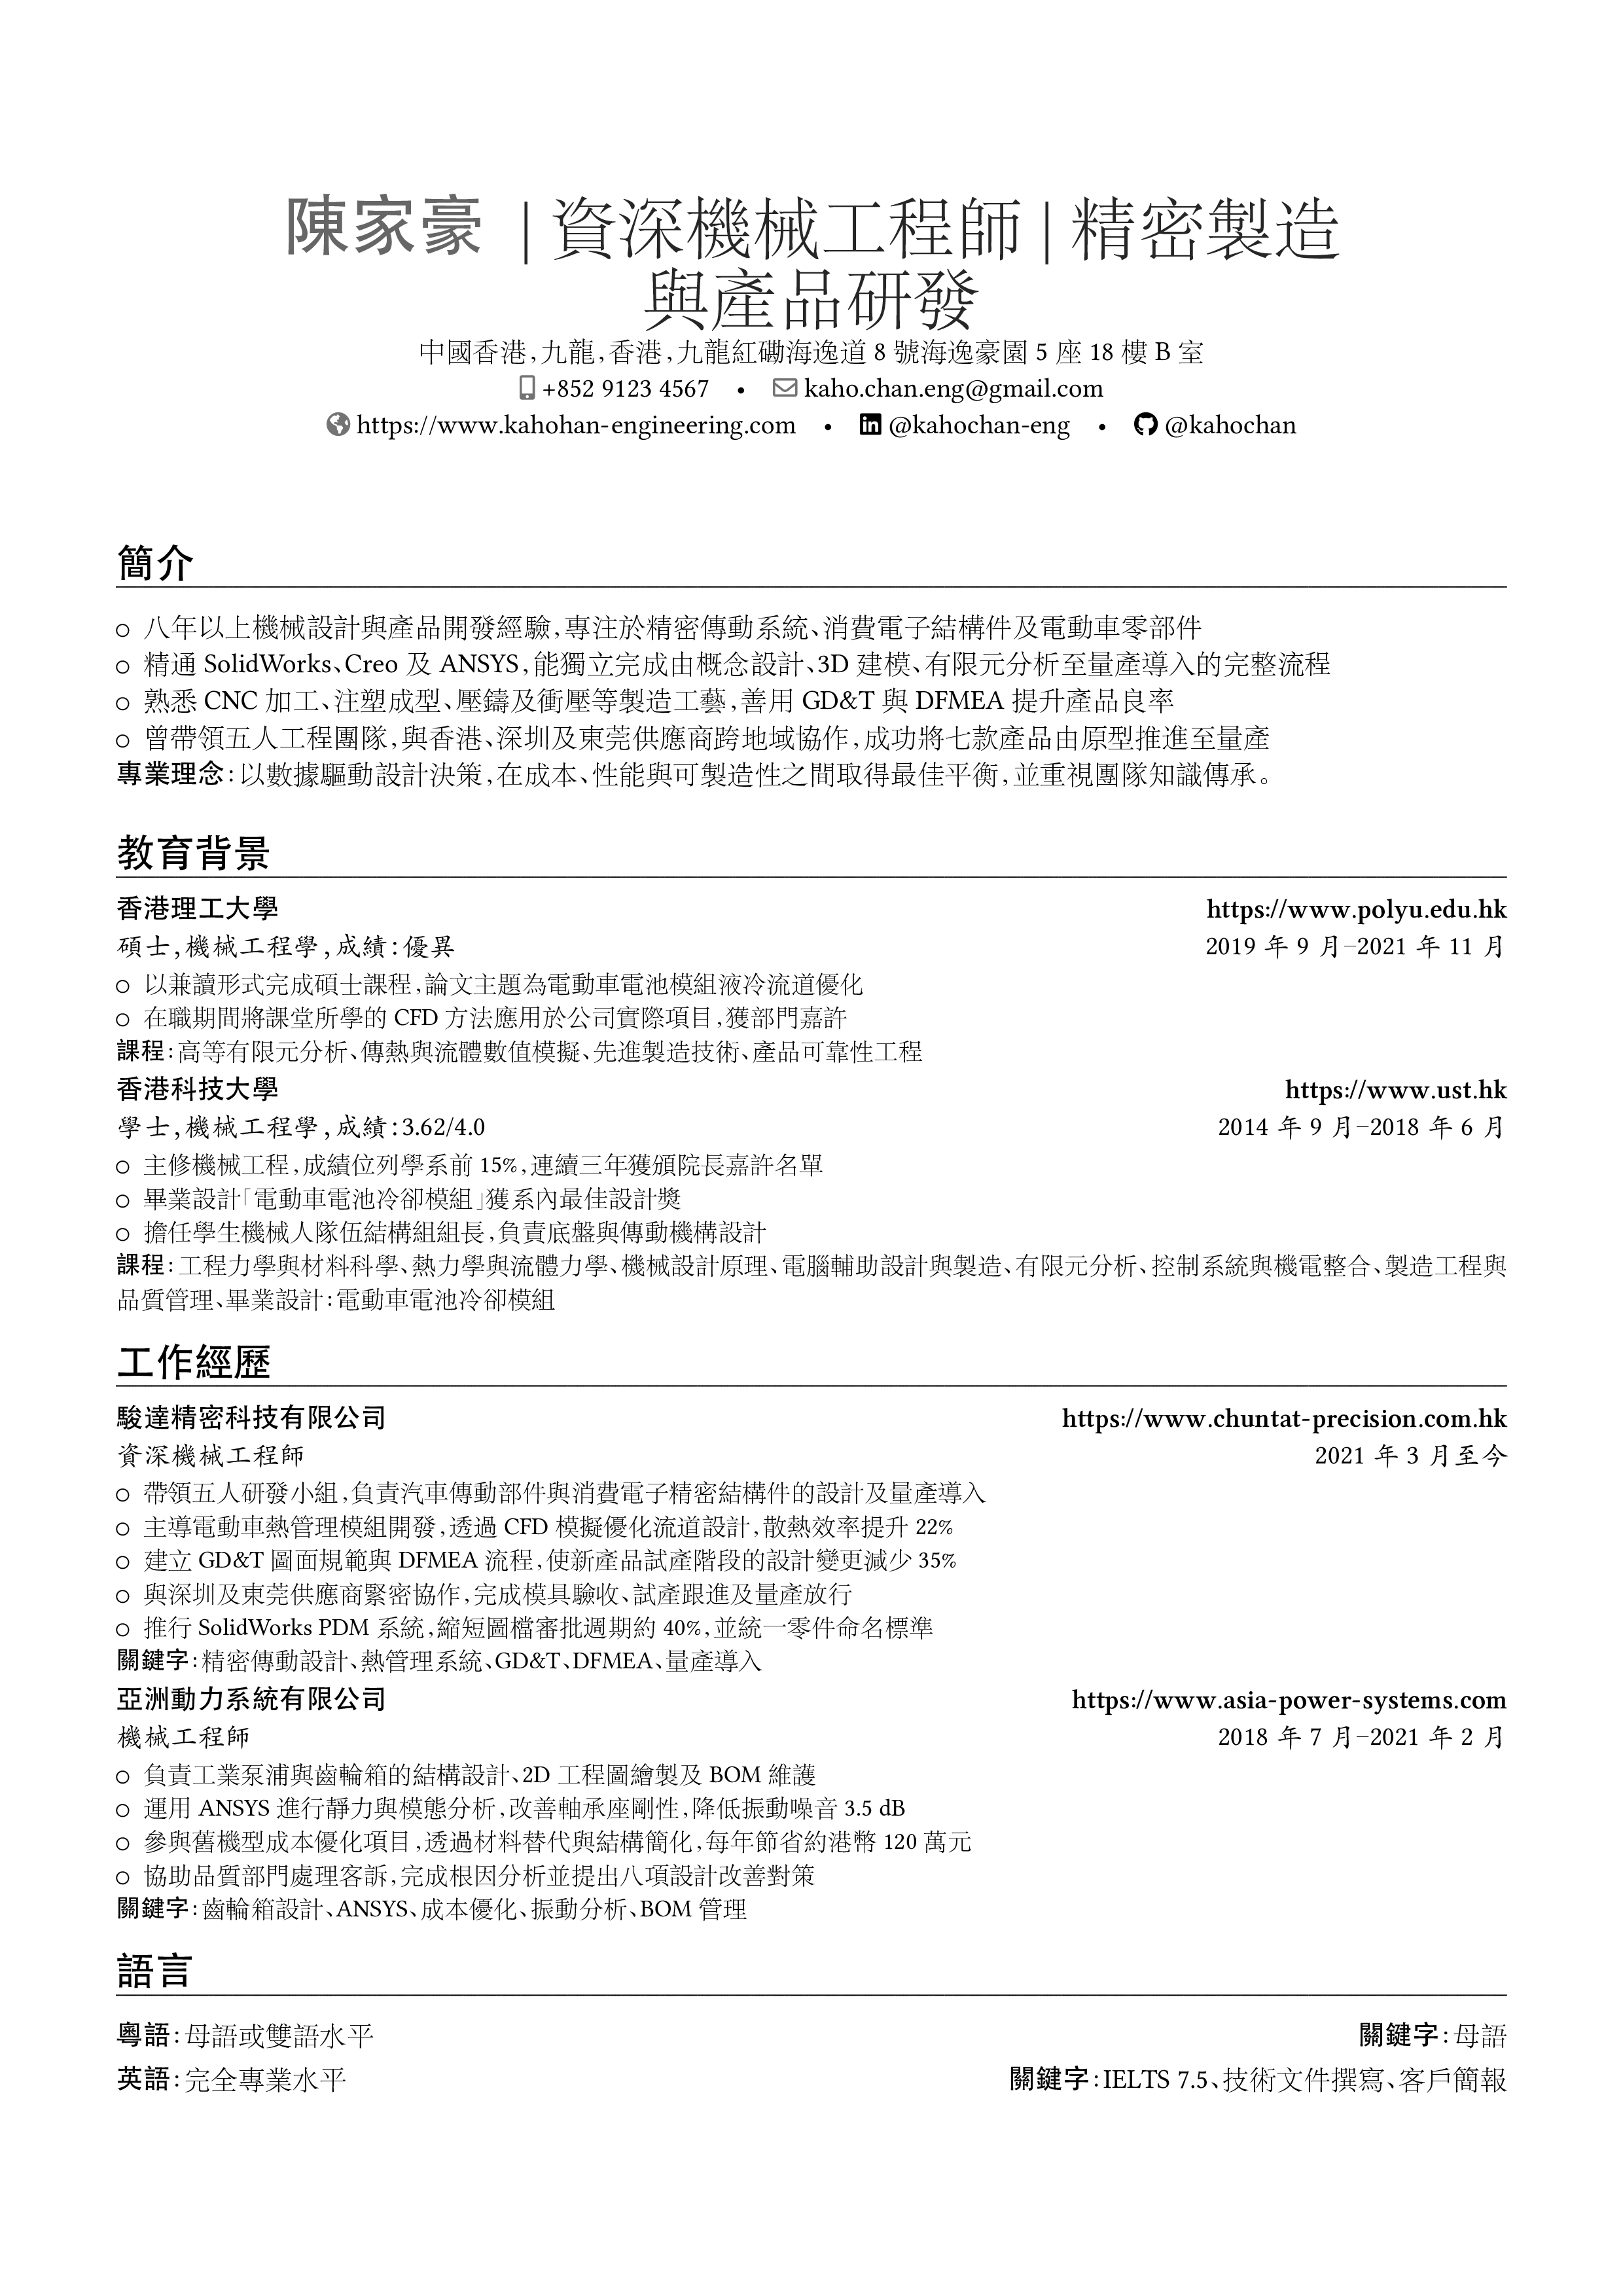 陳家豪 | 資深機械工程師 | 精密製造
與產品研發
中國香港,九龍,香港,九龍紅磡海逸道 8 號海逸豪園 5 座 18 樓 B 室
+852 9123 4567 • kaho.chan.eng@gmail.com
https://www.kahohan-engineering.com • @kahochan-eng • @kahochan
簡介
○ 八年以上機械設計與產品開發經驗,專注於精密傳動系統、消費電子結構件及電動車零部件
○ 精通 SolidWorks、Creo 及 ANSYS,能獨立完成由概念設計、3D 建模、有限元分析至量產導入的完整流程
○ 熟悉 CNC 加工、注塑成型、壓鑄及衝壓等製造工藝,善用 GD&T 與 DFMEA 提升產品良率
○ 曾帶領五人工程團隊,與香港、深圳及東莞供應商跨地域協作,成功將七款產品由原型推進至量產
專業理念:以數據驅動設計決策,在成本、性能與可製造性之間取得最佳平衡,並重視團隊知識傳承。
教育背景
香港理工大學 https://www.polyu.edu.hk
碩士,機械工程學,成績:優異 2019 年 9 月–2021 年 11 月
○ 以兼讀形式完成碩士課程,論文主題為電動車電池模組液冷流道優化
○ 在職期間將課堂所學的 CFD 方法應用於公司實際項目,獲部門嘉許
課程:高等有限元分析、傳熱與流體數值模擬、先進製造技術、產品可靠性工程
香港科技大學 https://www.ust.hk
學士,機械工程學,成績:3.62/4.0 2014 年 9 月–2018 年 6 月
○ 主修機械工程,成績位列學系前 15%,連續三年獲頒院長嘉許名單
○ 畢業設計「電動車電池冷卻模組」獲系內最佳設計獎
○ 擔任學生機械人隊伍結構組組長,負責底盤與傳動機構設計
課程:工程力學與材料科學、熱力學與流體力學、機械設計原理、電腦輔助設計與製造、有限元分析、控制系統與機電整合、製造工程與
品質管理、畢業設計:電動車電池冷卻模組
工作經歷
駿達精密科技有限公司 https://www.chuntat-precision.com.hk
資深機械工程師 2021 年 3 月至今
○ 帶領五人研發小組,負責汽車傳動部件與消費電子精密結構件的設計及量產導入
○ 主導電動車熱管理模組開發,透過 CFD 模擬優化流道設計,散熱效率提升 22%
○ 建立 GD&T 圖面規範與 DFMEA 流程,使新產品試產階段的設計變更減少 35%
○ 與深圳及東莞供應商緊密協作,完成模具驗收、試產跟進及量產放行
○ 推行 SolidWorks PDM 系統,縮短圖檔審批週期約 40%,並統一零件命名標準
關鍵字:精密傳動設計、熱管理系統、GD&T、DFMEA、量產導入
亞洲動力系統有限公司 https://www.asia-power-systems.com
機械工程師 2018 年 7 月–2021 年 2 月
○ 負責工業泵浦與齒輪箱的結構設計、2D 工程圖繪製及 BOM 維護
○ 運用 ANSYS 進行靜力與模態分析,改善軸承座剛性,降低振動噪音 3.5 dB
○ 參與舊機型成本優化項目,透過材料替代與結構簡化,每年節省約港幣 120 萬元
○ 協助品質部門處理客訴,完成根因分析並提出八項設計改善對策
關鍵字:齒輪箱設計、ANSYS、成本優化、振動分析、BOM 管理
語言
粵語:母語或雙語水平 關鍵字:母語
英語:完全專業水平 關鍵字:IELTS 7.5、技術文件撰寫、客戶簡報